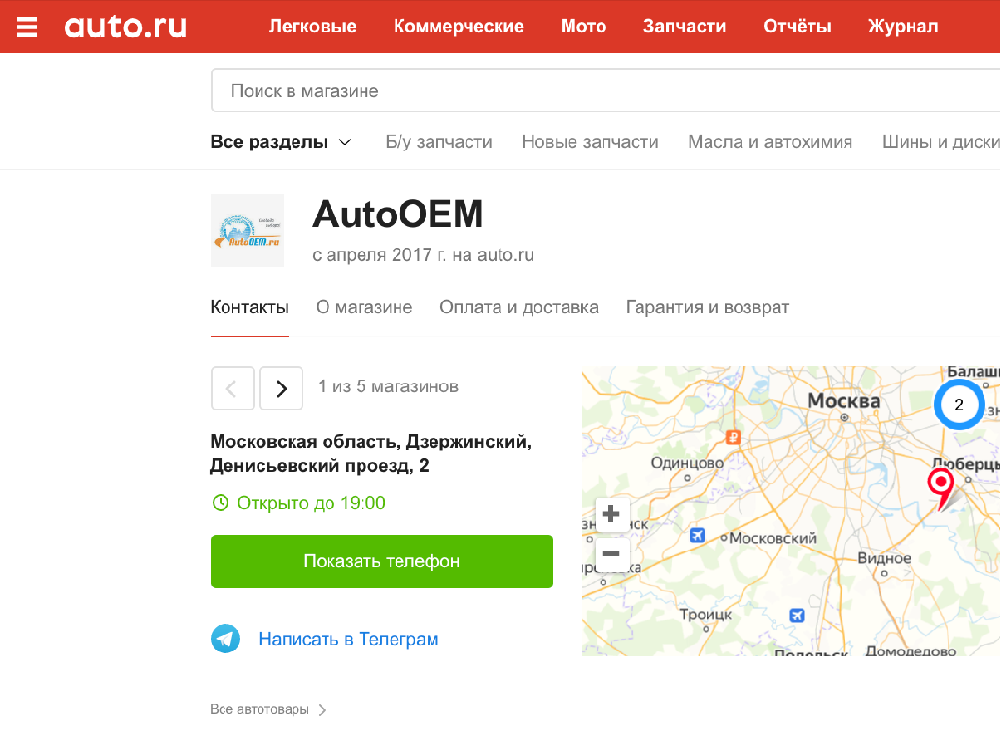 auto.ru
Легковые Коммерческие Мото Запчасти Отчёты Журнал
Поиск в магазине
Все разделы Б/у запчасти Новые запчасти Масла и автохимия Шины и диски
AutoOEM
AutoOEM.ru
с апреля 2017 г. на auto.ru
Контакты О магазине Оплата и доставка Гарантия и возврат
1 из 5 магазинов
Московская область, Дзержинский,
Денисьевский проезд, 2
Открыто до 19:00
Показать телефон
Написать в Телеграм
Все автотовары
Балаш
Москва
2
Одинцово
Люберцы
Московский
Видное
Троицк
Подольск
Домодедово